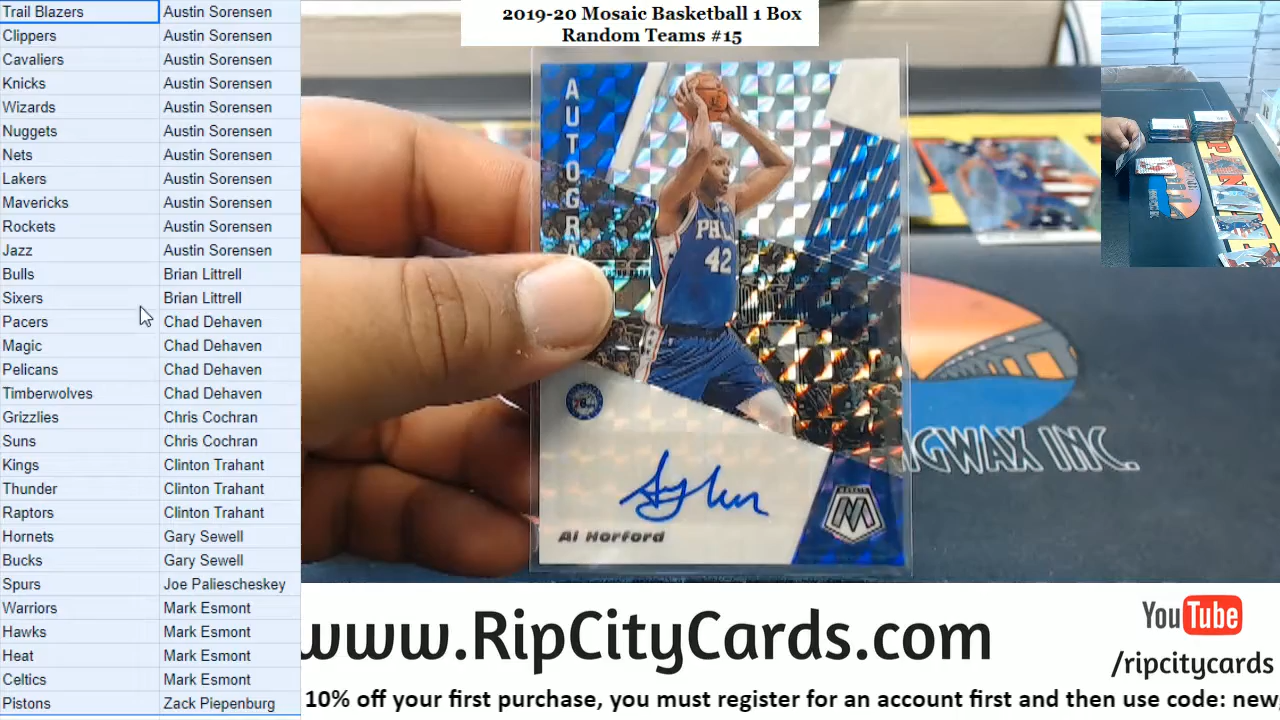 Trail Blazers Austin Sorensen
Clippers Austin Sorensen
Cavaliers Austin Sorensen
Knicks Austin Sorensen
Wizards Austin Sorensen
Nuggets Austin Sorensen
Nets Austin Sorensen
Lakers Austin Sorensen
Mavericks Austin Sorensen
Rockets Austin Sorensen
Jazz Austin Sorensen
Bulls Brian Littrell
Sixers Brian Littrell
Pacers Chad Dehaven
Magic Chad Dehaven
Pelicans Chad Dehaven
Timberwolves Chad Dehaven
Grizzlies Chris Cochran
Suns Chris Cochran
Kings Clinton Trahant
Thunder Clinton Trahant
Raptors Clinton Trahant
Hornets Gary Sewell
Bucks Gary Sewell
Spurs Joe Paliescheskey
Warriors Mark Esmont
Hawks Mark Esmont
Heat Mark Esmont
Celtics Mark Esmont
Pistons Zack Piepenburg
2019-20 Mosaic Basketball 1 Box
Random Teams #15
AUTOGRA
PHILA
42
76
Al Horford
MOSAIC
M
NGWAX INC.
www.RipCityCards.com
YouTube
/ripcitycards
10% off your first purchase, you must register for an account first and then use code: new